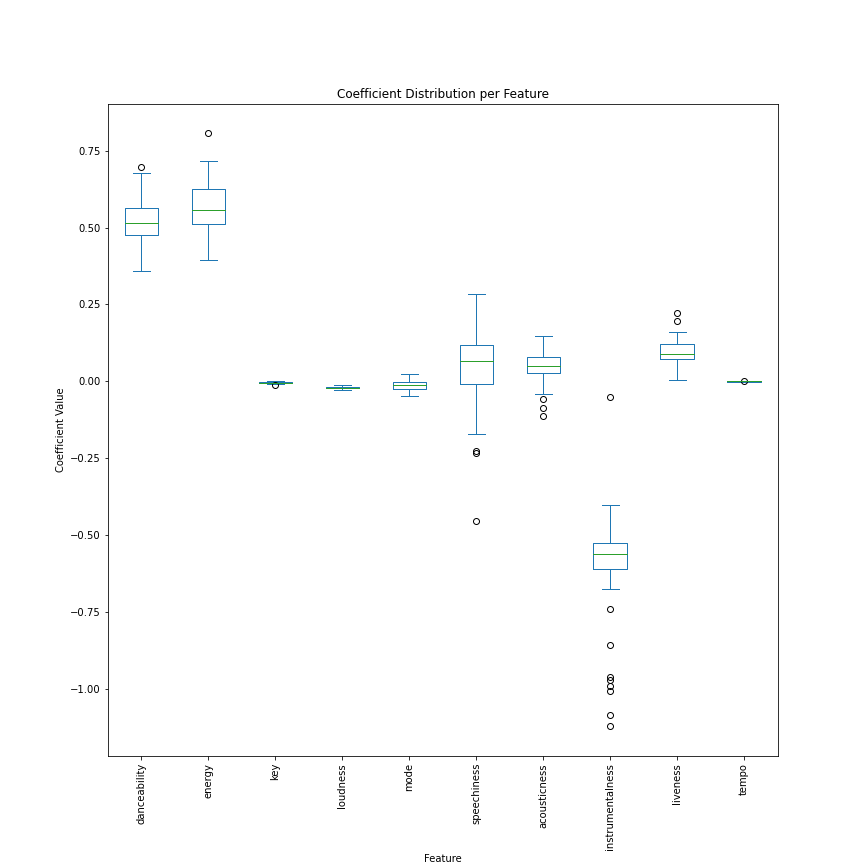 Coefficient Distribution per Feature
0.75
0.50
0.25
0.00
−0.25
−0.50
−0.75
−1.00
Coefficient Value
danceability
energy
key
loudness
mode
speechiness
acousticness
instrumentalness
liveness
tempo
Feature